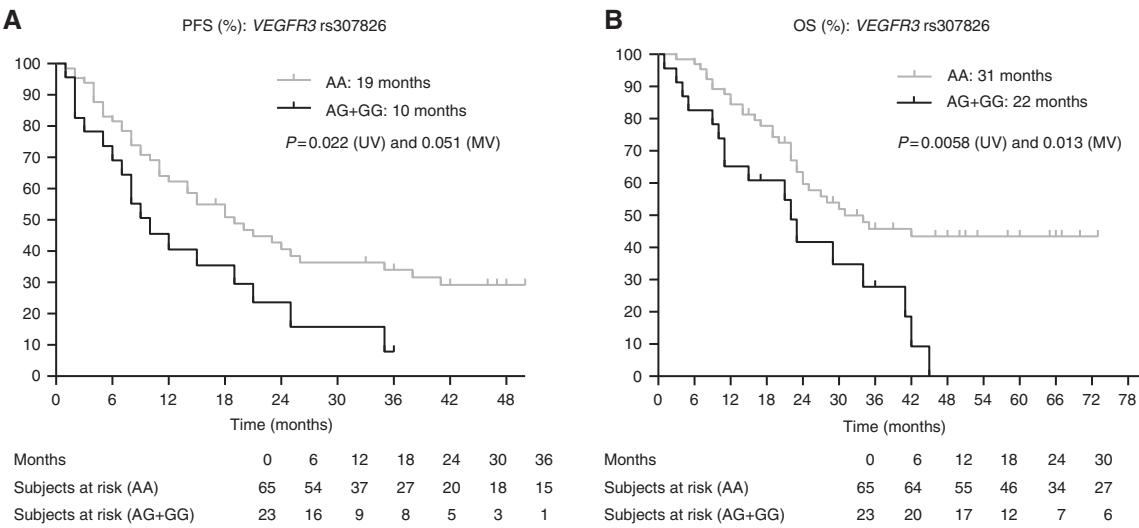 A
PFS (%): VEGFR3 rs307826
100
90
80
70
60
50
40
30
20
10
0
AA: 19 months
AG+GG: 10 months
P=0.022 (UV) and 0.051 (MV)
0 6 12 18 24 30 36 42 48
Time (months)
Months 0 6 12 18 24 30 36
Subjects at risk (AA) 65 54 37 27 20 18 15
Subjects at risk (AG+GG) 23 16 9 8 5 3 1
B
OS (%): VEGFR3 rs307826
100
90
80
70
60
50
40
30
20
10
0
AA: 31 months
AG+GG: 22 months
P=0.0058 (UV) and 0.013 (MV)
0 6 12 18 24 30 36 42 48 54 60 66 72 78
Time (months)
Months 0 6 12 18 24 30
Subjects at risk (AA) 65 64 55 46 34 27
Subjects at risk (AG+GG) 23 20 17 12 7 6